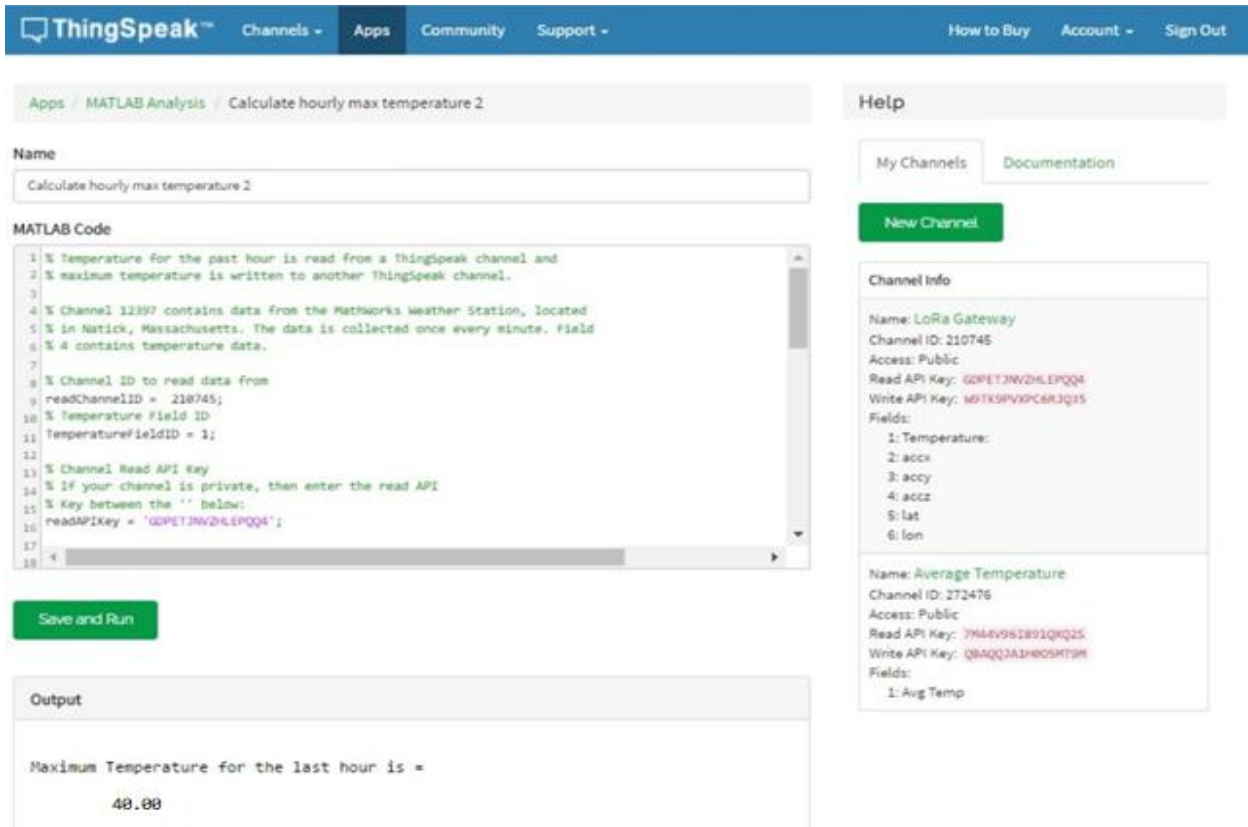 ThingSpeak™ Channels Apps Community Support How to Buy Account Sign Out
Apps / MATLAB Analysis / Calculate hourly max temperature 2
Name
Calculate hourly max temperature 2
MATLAB Code
1 % Temperature for the past hour is read from a ThingSpeak channel and
2 % maximum temperature is written to another ThingSpeak channel.
3
4 % Channel 12397 contains data from the MathWorks Weather Station, located
5 % in Natick, Massachusetts. The data is collected once every minute. Field
6 % 4 contains temperature data.
7
8 % Channel ID to read data from
9 readChannelID = 210745;
10 % Temperature Field ID
11 TemperatureFieldID = 1;
12
13 % Channel Read API Key
14 % If your channel is private, then enter the read API
15 % Key between the '' below:
16 readAPIKey = 'GDPETJNVZHLEPQQ4';
17
18
Save and Run
Output
Maximum Temperature for the last hour is =
40.00
Help
My Channels Documentation
New Channel
Channel Info
Name: LoRa Gateway
Channel ID: 210745
Access: Public
Read API Key: GDPETJNVZHLEPQQ4
Write API Key:
Fields:
1: Temperature:
2: accx
3: accy
4: accz
5: lat
6: lon
Name: Average Temperature
Channel ID: 272476
Access: Public
Read API Key:
Write API Key:
Fields:
1: Avg Temp